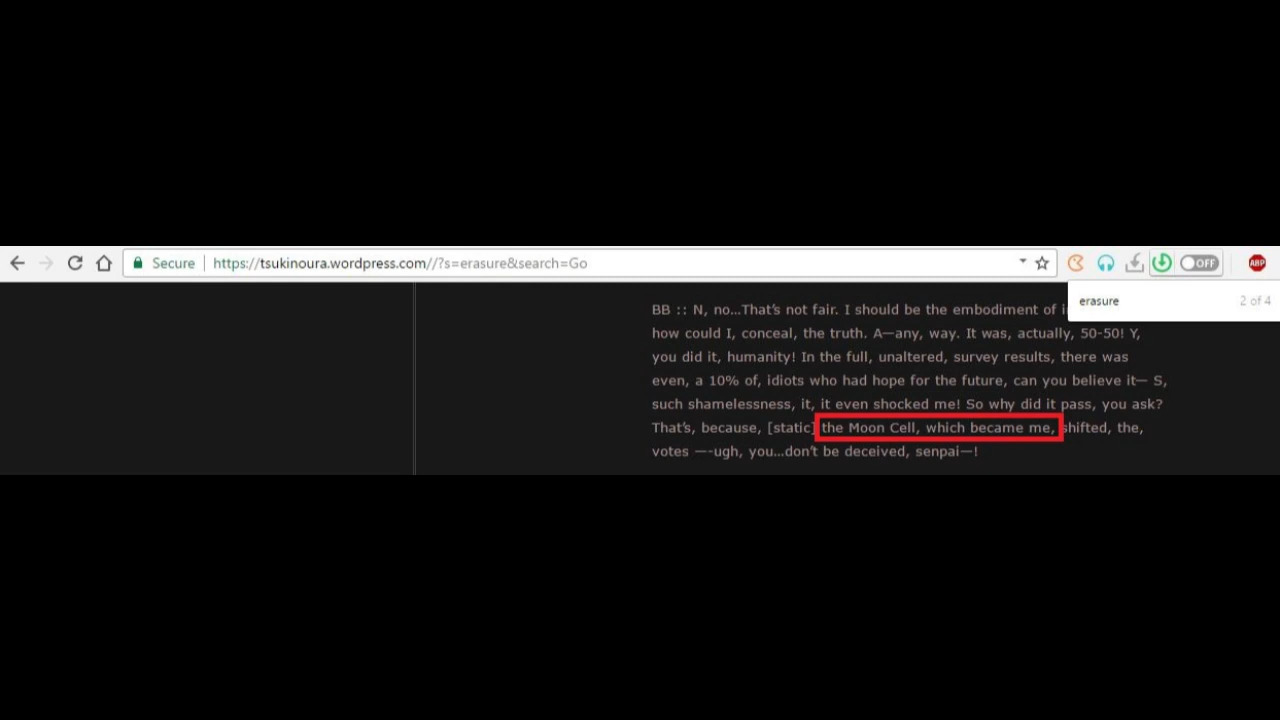 Secure | https://tsukinoura.wordpress.com//?s=erasure&search=Go
OFF
ABP
erasure 2 of 4
BB :: N, no...That's not fair. I should be the embodiment of
how could I, conceal, the truth. A—any, way. It was, actually, 50-50! Y,
you did it, humanity! In the full, unaltered, survey results, there was
even, a 10% of, idiots who had hope for the future, can you believe it— S,
such shamelessness, it, it even shocked me! So why did it pass, you ask?
That's, because, [static] the Moon Cell, which became me, shifted, the,
votes —-ugh, you...don't be deceived, senpai—!